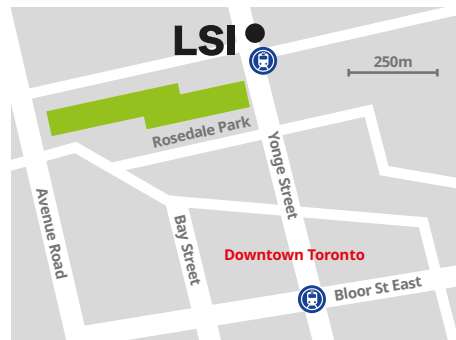 LSI
250m
Rosedale Park
Yonge Street
Avenue Road
Bay Street
Downtown Toronto
Bloor St East